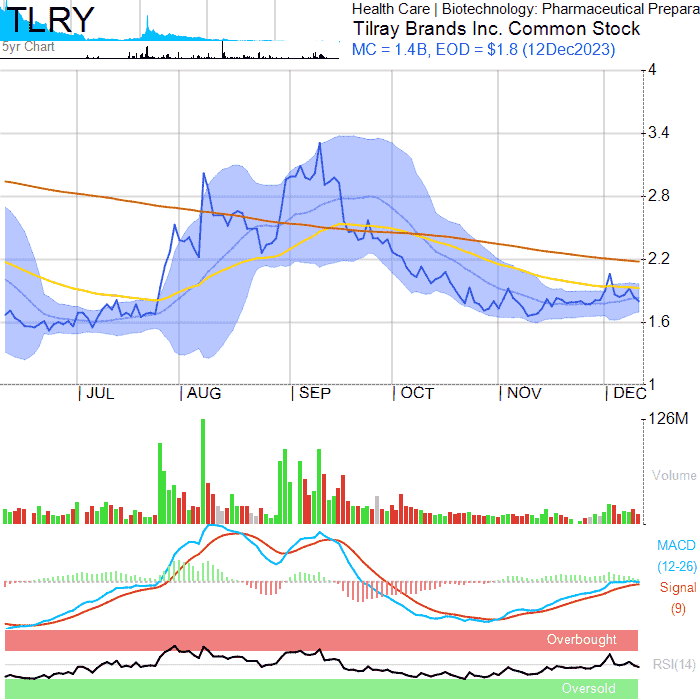 TLRY
5yr Chart
Health Care | Biotechnology: Pharmaceutical Prepara
Tilray Brands Inc. Common Stock
MC = 1.4B, EOD = $1.8 (12Dec2023)
4
3.4
2.8
2.2
1.6
1
JUL
AUG
SEP
OCT
NOV
DEC
126M
Volume
MACD
(12-26)
Signal
(9)
Overbought
RSI(14)
Oversold